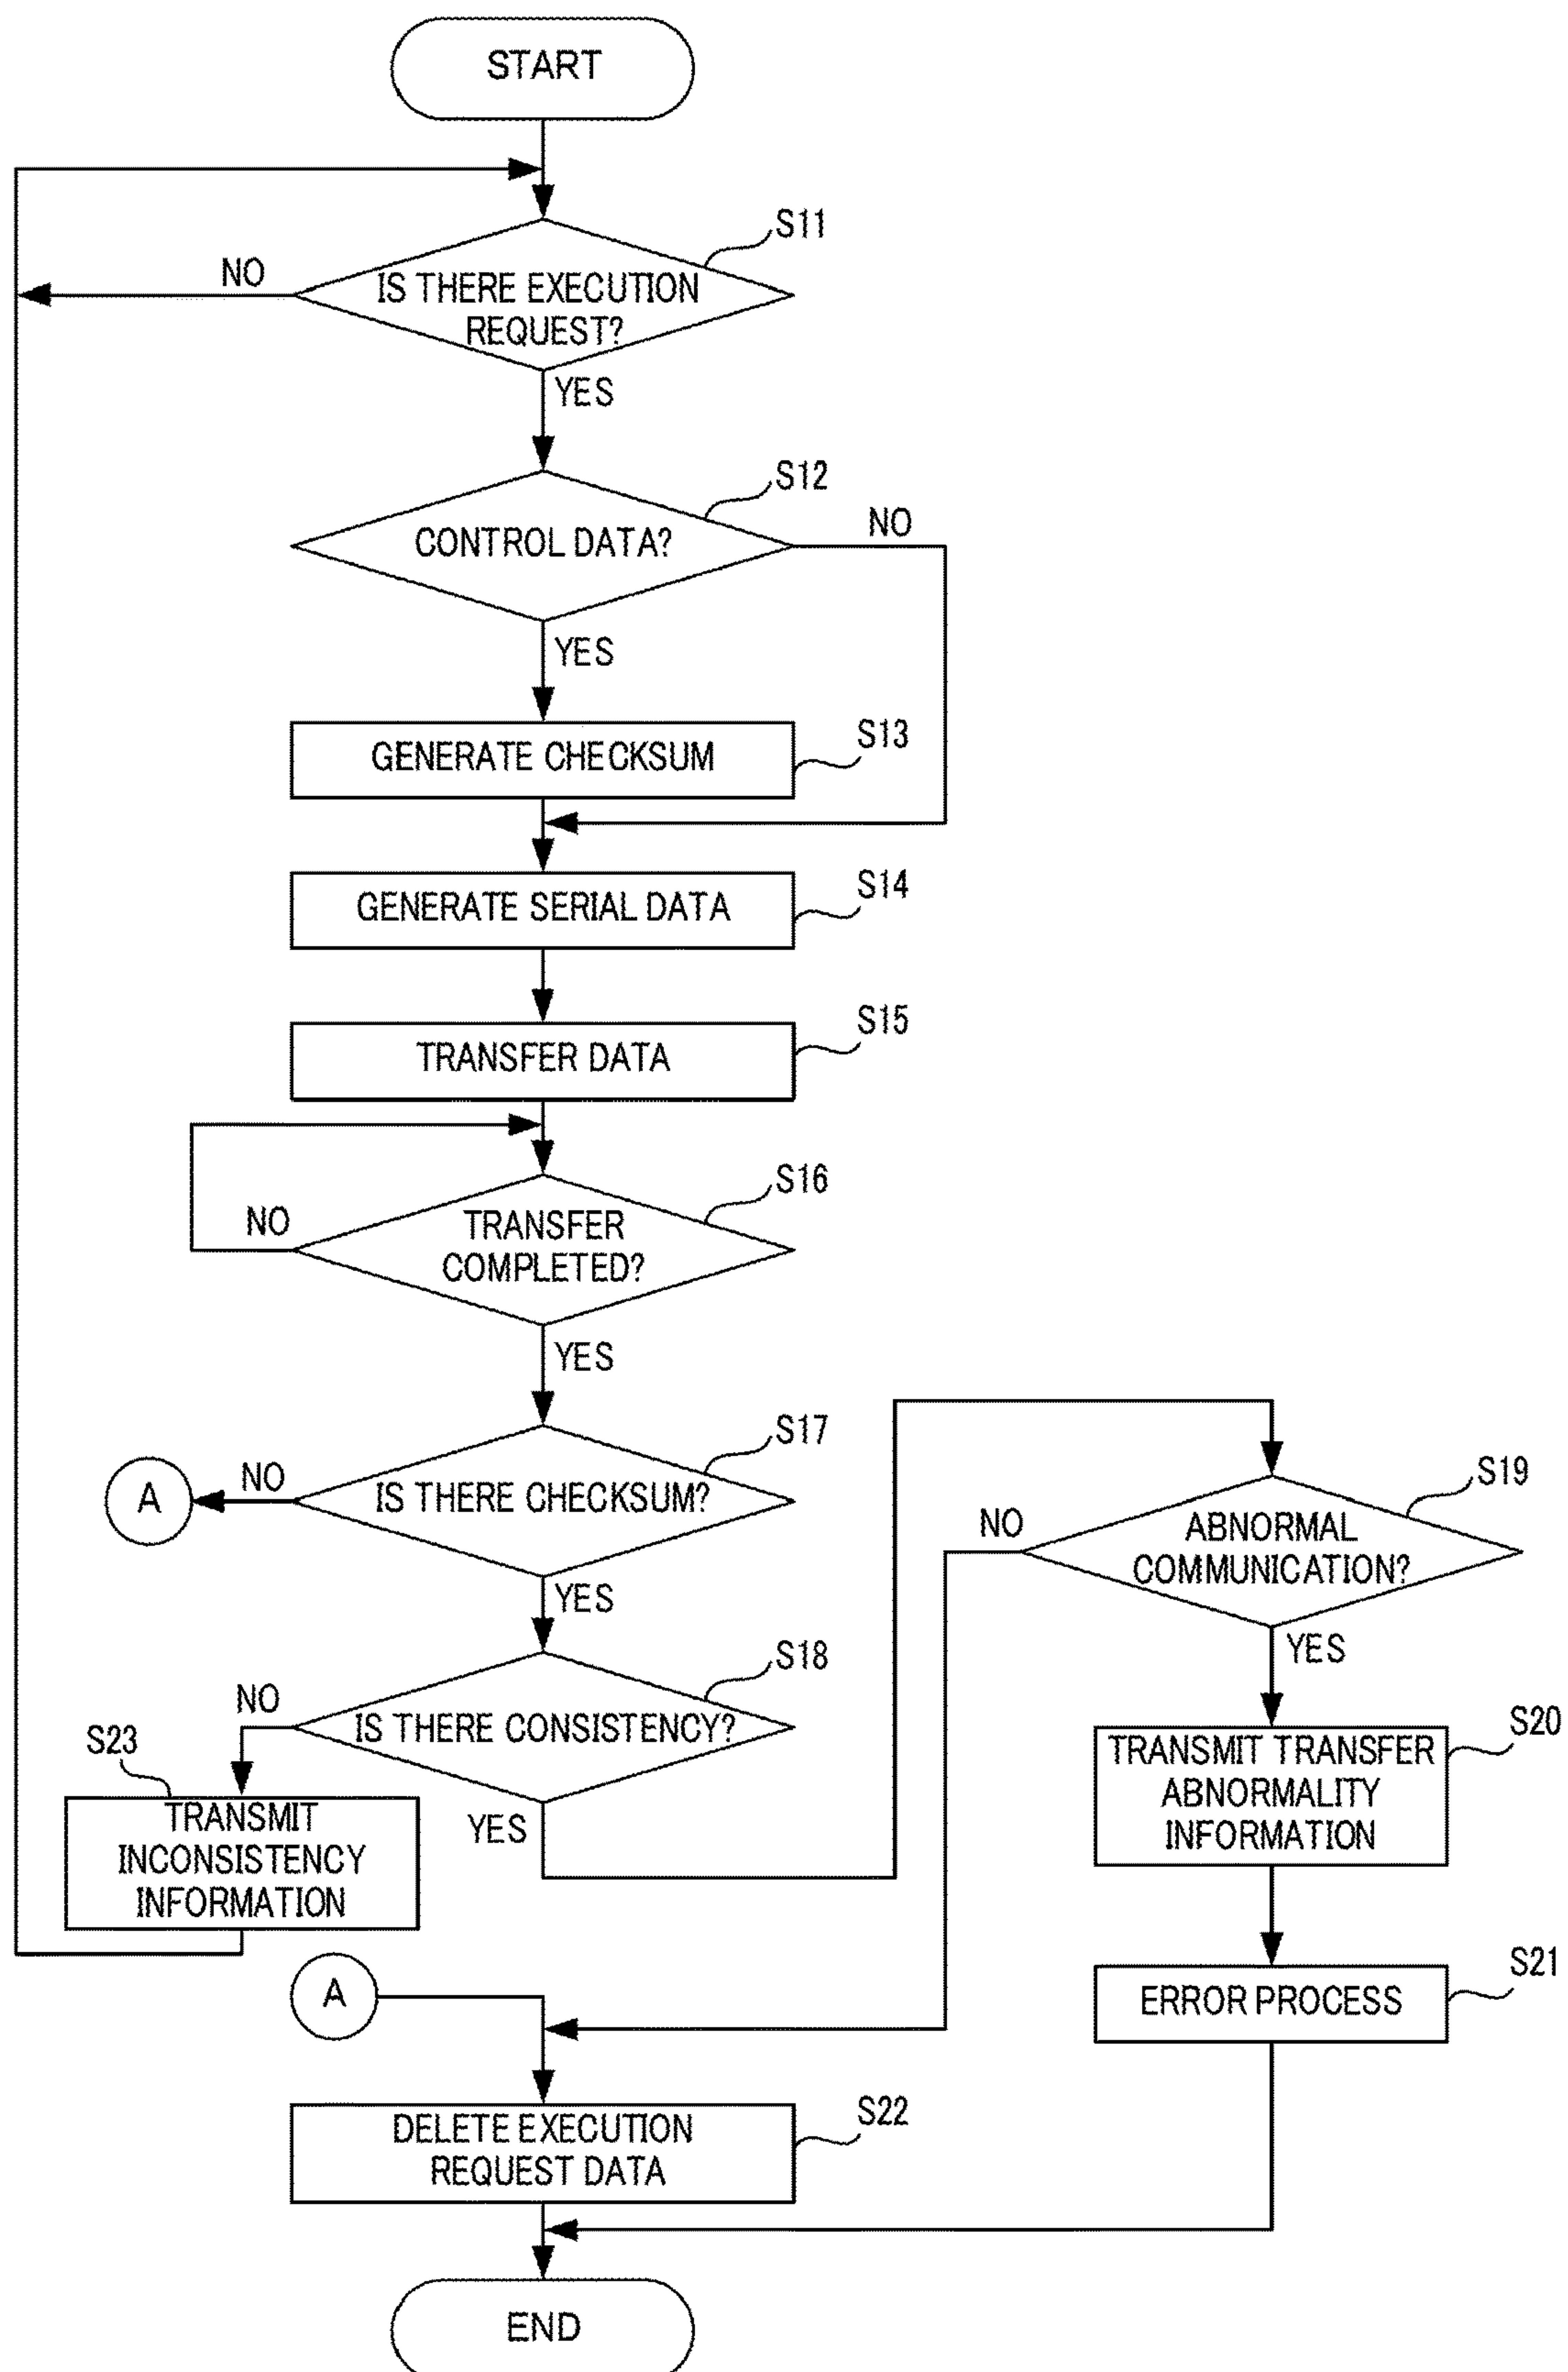 START
S11
NO
IS THERE EXECUTION
REQUEST?
YES
S12
NO
CONTROL DATA?
YES
S13
GENERATE CHECKSUM
S14
GENERATE SERIAL DATA
S15
TRANSFER DATA
S16
NO
TRANSFER
COMPLETED?
YES
S17
A
NO
IS THERE CHECKSUM?
YES
S18
NO
IS THERE CONSISTENCY?
YES
S23
TRANSMIT
INCONSISTENCY
INFORMATION
S19
NO
ABNORMAL
COMMUNICATION?
YES
S20
TRANSMIT TRANSFER
ABNORMALITY
INFORMATION
S21
ERROR PROCESS
A
S22
DELETE EXECUTION
REQUEST DATA
END